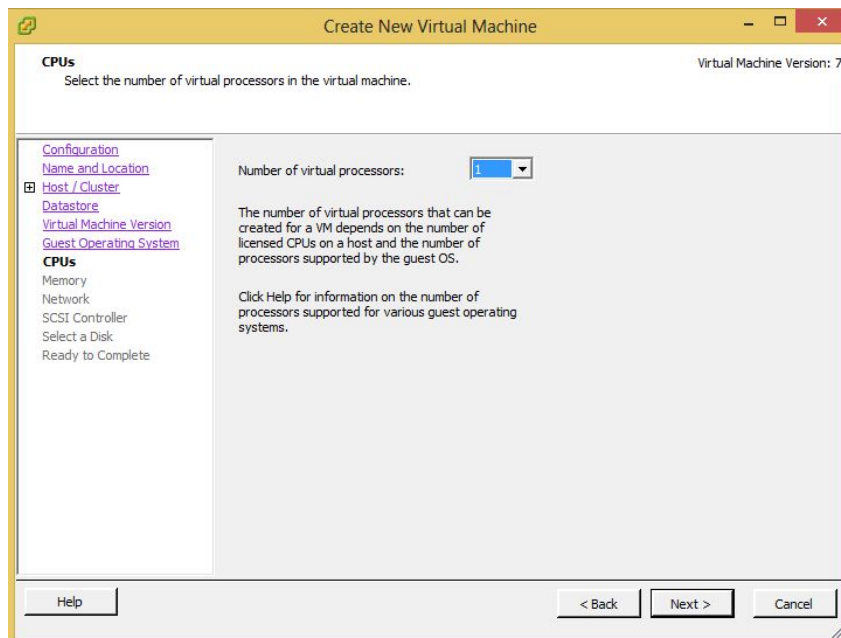 Create New Virtual Machine
CPUs
Select the number of virtual processors in the virtual machine.
Virtual Machine Version: 7
Configuration
Name and Location
Host / Cluster
Datastore
Virtual Machine Version
Guest Operating System
CPUs
Memory
Network
SCSI Controller
Select a Disk
Ready to Complete
Number of virtual processors:
1
The number of virtual processors that can be
created for a VM depends on the number of
licensed CPUs on a host and the number of
processors supported by the guest OS.
Click Help for information on the number of
processors supported for various guest operating
systems.
Help
< Back
Next >
Cancel